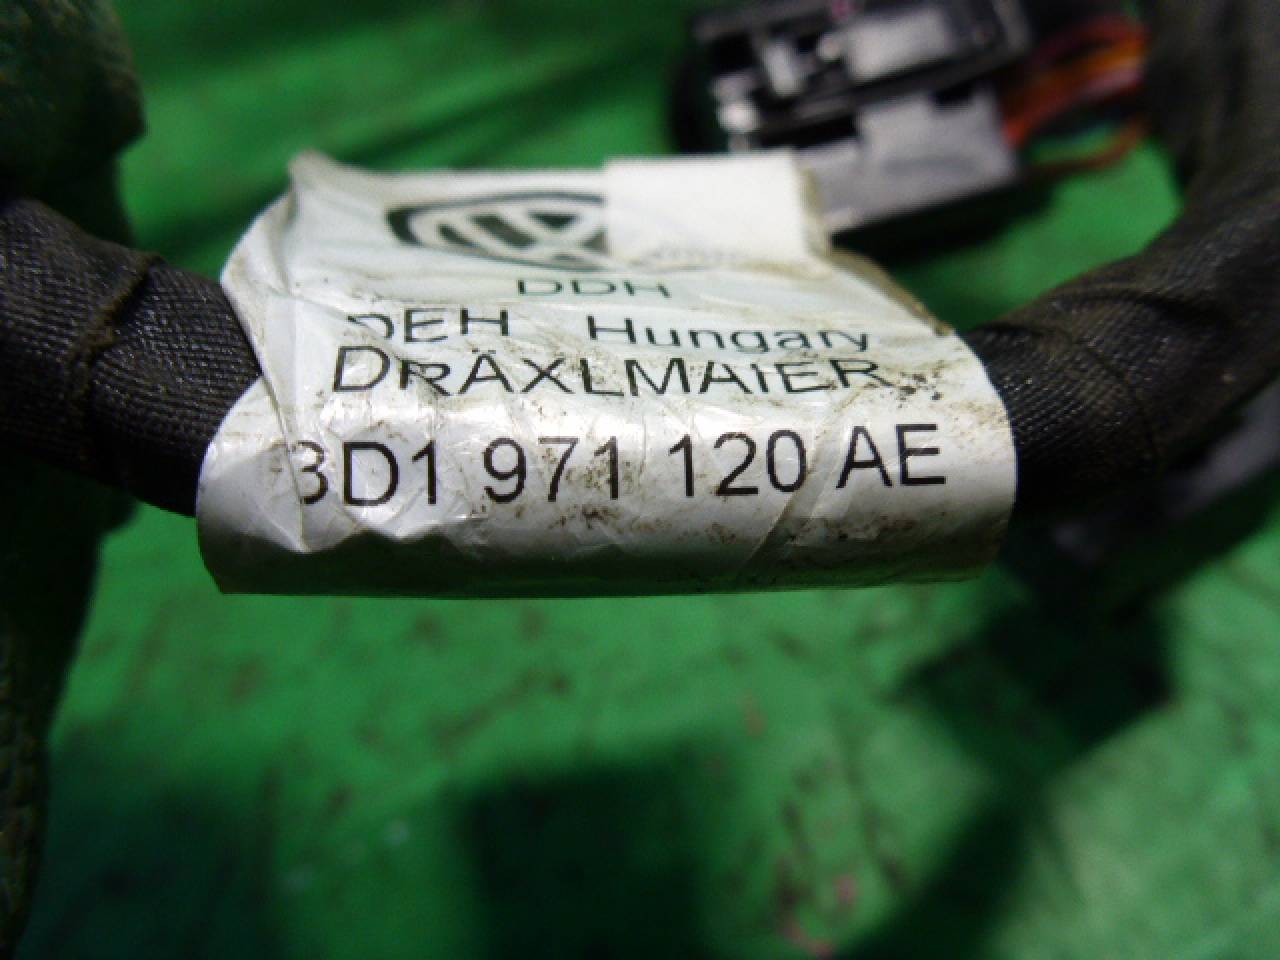 DDH
DEH Hungary
DRÄXLMAIER
3D1 971 120 AE